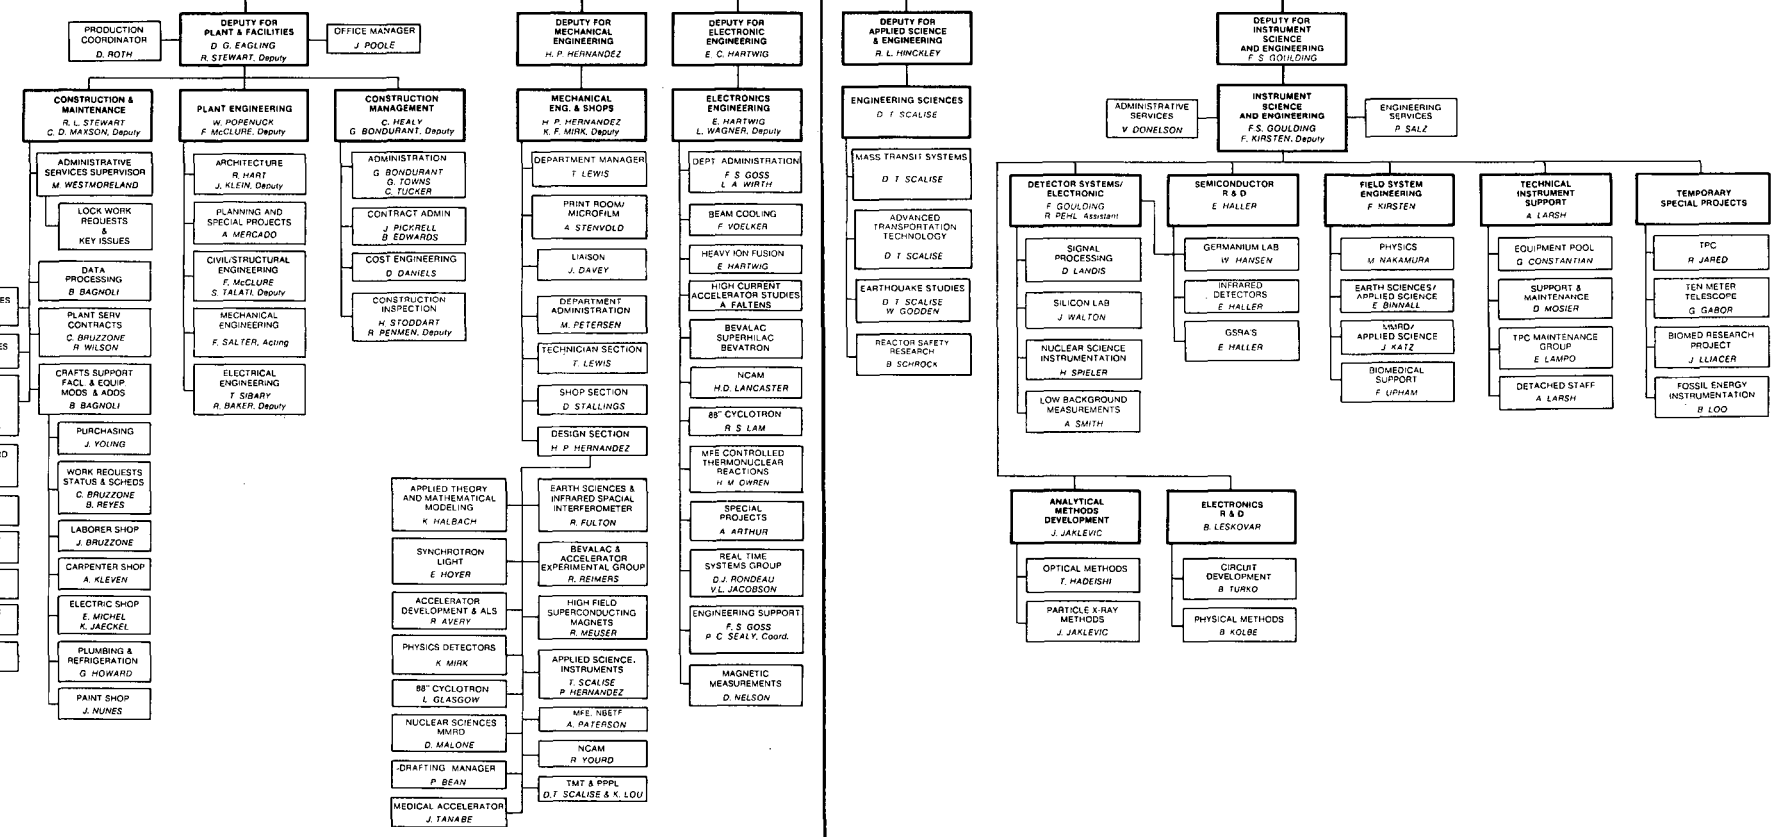 PRODUCTION
COORDINATOR
D. ROTH
DEPUTY FOR
PLANT & FACILITIES
D. G. EAGLING
R. STEWART, Deputy
OFFICE MANAGER
J. POOLE
CONSTRUCTION &
MAINTENANCE
R. L. STEWART
C. D. MAXSON, Deputy
ADMINISTRATIVE
SERVICES SUPERVISOR
M. WESTMORELAND
LOCK WORK
REQUESTS
&
KEY ISSUES
DATA
PROCESSING
B BAGNOLI
PLANT SERV
CONTRACTS
C. BRUZZONE
R WILSON
CRAFTS SUPPORT
FACL. & EQUIP.
MODS & ADDS
B BAGNOLI
PURCHASING
J. YOUNG
WORK REQUESTS
STATUS & SCHEDS
C. BRUZZONE
B. REYES
LABORER SHOP
J. BRUZZONE
CARPENTER SHOP
A. KLEVEN
ELECTRIC SHOP
E. MICHEL
K. JAECKEL
PLUMBING &
REFRIGERATION
G HOWARD
PAINT SHOP
J. NUNES
PLANT ENGINEERING
W. POPENUCK
F. McCLURE, Deputy
ARCHITECTURE
R. HART
J. KLEIN, Deputy
PLANNING AND
SPECIAL PROJECTS
A MERCADO
CIVIL/STRUCTURAL
ENGINEERING
F. McCLURE
S. TALATI, Deputy
MECHANICAL
ENGINEERING
F. SALTER, Acting
ELECTRICAL
ENGINEERING
T SIBARY
R. BAKER, Deputy
CONSTRUCTION
MANAGEMENT
C. HEALY
G. BONDURANT, Deputy
ADMINISTRATION
G BONDURANT
G. TOWNS
C. TUCKER
CONTRACT ADMIN
J PICKRELL
B EDWARDS
COST ENGINEERING
D DANIELS
CONSTRUCTION
INSPECTION
H. STODDART
R PENMEN, Deputy
DEPUTY FOR
MECHANICAL
ENGINEERING
H. P. HERNANDEZ
MECHANICAL
ENG. & SHOPS
H P. HERNANDEZ
K. F. MIRK, Deputy
DEPARTMENT MANAGER
T LEWIS
PRINT ROOM/
MICROFILM
A STENVOLD
LIAISON
J. DAVEY
DEPARTMENT
ADMINISTRATION
M. PETERSEN
TECHNICIAN SECTION
T. LEWIS
SHOP SECTION
D STALLINGS
DESIGN SECTION
H P HERNANDEZ
APPLIED THEORY
AND MATHEMATICAL
MODELING
K HALBACH
SYNCHROTRON
LIGHT
E HOYER
ACCELERATOR
DEVELOPMENT & ALS
R AVERY
PHYSICS DETECTORS
K MIRK
88" CYCLOTRON
L. GLASGOW
NUCLEAR SCIENCES
MMRD
D. MALONE
DRAFTING MANAGER
P BEAN
MEDICAL ACCELERATOR
J. TANABE
EARTH SCIENCES &
INFRARED SPACIAL
INTERFEROMETER
R. FULTON
BEVALAC &
ACCELERATOR
EXPERIMENTAL GROUP
R. REIMERS
HIGH FIELD
SUPERCONDUCTING
MAGNETS
R. MEUSER
APPLIED SCIENCE.
INSTRUMENTS
T. SCALISE
P HERNANDEZ
MFE. NBETF
A. PATERSON
NCAM
R YOURD
TMT & PPPL
D.T SCALISE & K. LOU
DEPUTY FOR
ELECTRONIC
ENGINEERING
E. C. HARTWIG
ELECTRONICS
ENGINEERING
E. HARTWIG
L. WAGNER, Deputy
DEPT ADMINISTRATION
F S GOSS
L A WIRTH
BEAM COOLING
F VOELKER
HEAVY ION FUSION
E HARTWIG
HIGH CURRENT
ACCELERATOR STUDIES
A FALTENS
BEVALAC
SUPERHILAC
BEVATRON
NCAM
H.D. LANCASTER
88" CYCLOTRON
R S LAM
MFE CONTROLLED
THERMONUCLEAR
REACTIONS
H M OWREN
SPECIAL
PROJECTS
A ARTHUR
REAL TIME
SYSTEMS GROUP
D.J. RONDEAU
V.L. JACOBSON
ENGINEERING SUPPORT
F. S GOSS
P C SEALY, Coord.
MAGNETIC
MEASUREMENTS
D. NELSON
DEPUTY FOR
APPLIED SCIENCE
& ENGINEERING
R. L. HINCKLEY
ENGINEERING SCIENCES
D T SCALISE
MASS TRANSIT SYSTEMS
D T SCALISE
ADVANCED
TRANSPORTATION
TECHNOLOGY
D T SCALISE
EARTHQUAKE STUDIES
D T SCALISE
W GODDEN
REACTOR SAFETY
RESEARCH
B SCHROCK
DEPUTY FOR
INSTRUMENT
SCIENCE
AND ENGINEERING
F S GOULDING
ADMINISTRATIVE
SERVICES
V DONELSON
INSTRUMENT
SCIENCE
AND ENGINEERING
F.S. GOULDING
F. KIRSTEN, Deputy
ENGINEERING
SERVICES
P SALZ
DETECTOR SYSTEMS/
ELECTRONIC
F GOULDING
R PEHL Assistant
SIGNAL
PROCESSING
D LANDIS
SILICON LAB
J WALTON
NUCLEAR SCIENCE
INSTRUMENTATION
H SPIELER
LOW BACKGROUND
MEASUREMENTS
A SMITH
SEMICONDUCTOR
R & D
E HALLER
GERMANIUM LAB
W. HANSEN
INFRARED
DETECTORS
E HALLER
GSRA'S
E HALLER
FIELD SYSTEM
ENGINEERING
F KIRSTEN
PHYSICS
M NAKAMURA
EARTH SCIENCES/
APPLIED SCIENCE
E BINNALL
MMRD/
APPLIED SCIENCE
J KATZ
BIOMEDICAL
SUPPORT
F UPHAM
TECHNICAL
INSTRUMENT
SUPPORT
A LARSH
EQUIPMENT POOL
G CONSTANTIAN
SUPPORT &
MAINTENANCE
D MOSIER
TPC MAINTENANCE
GROUP
E LAMPO
DETACHED STAFF
A LARSH
TEMPORARY
SPECIAL PROJECTS
TPC
R JARED
TEN METER
TELESCOPE
G GABOR
BIOMED RESEARCH
PROJECT
J LLIACER
FOSSIL ENERGY
INSTRUMENTATION
B LOO
ANALYTICAL
METHODS
DEVELOPMENT
J. JAKLEVIC
OPTICAL METHODS
T. HADEISHI
PARTICLE X-RAY
METHODS
J. JAKLEVIC
ELECTRONICS
R & D
B. LESKOVAR
CIRCUIT
DEVELOPMENT
B TURKO
PHYSICAL METHODS
B KOLBE